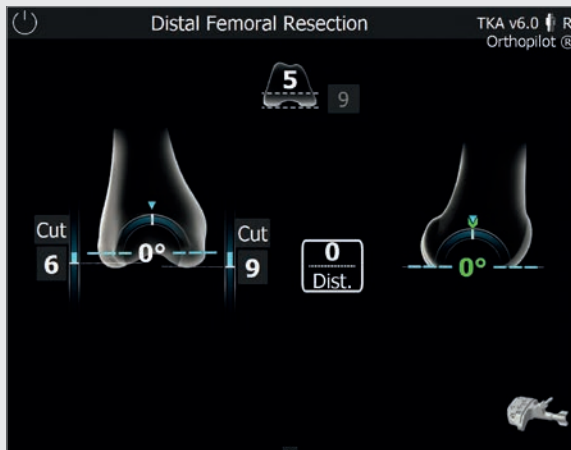 Distal Femoral Resection
TKA v6.0 R
Orthopilot ®
5
9
Cut
6
0°
Cut
9
0
Dist.
0°